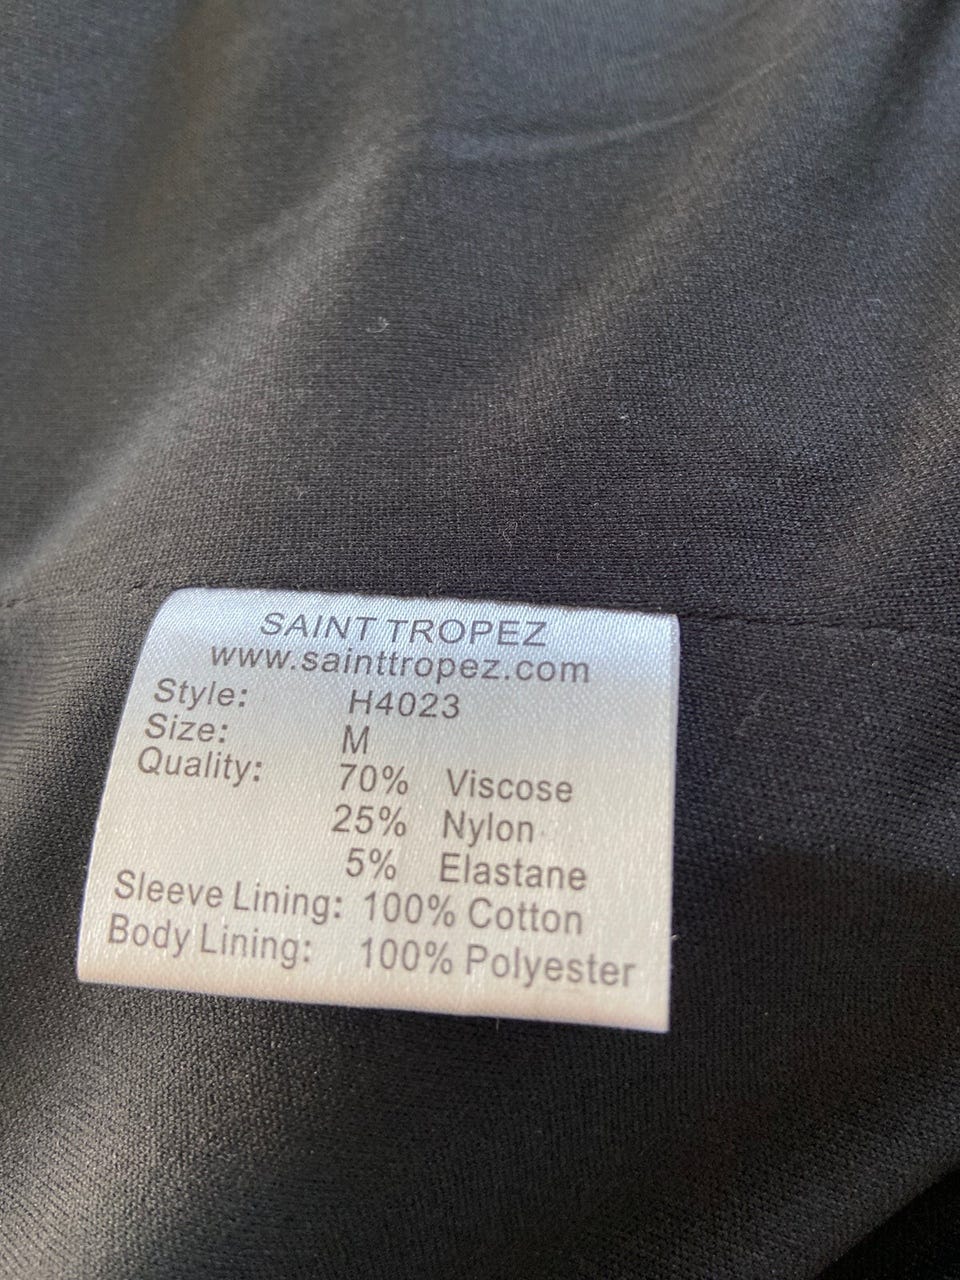 SAINT TROPEZ
www.sainttropez.com
Style: H4023
Size: M
Quality: 70% Viscose
25% Nylon
5% Elastane
Sleeve Lining: 100% Cotton
Body Lining: 100% Polyester